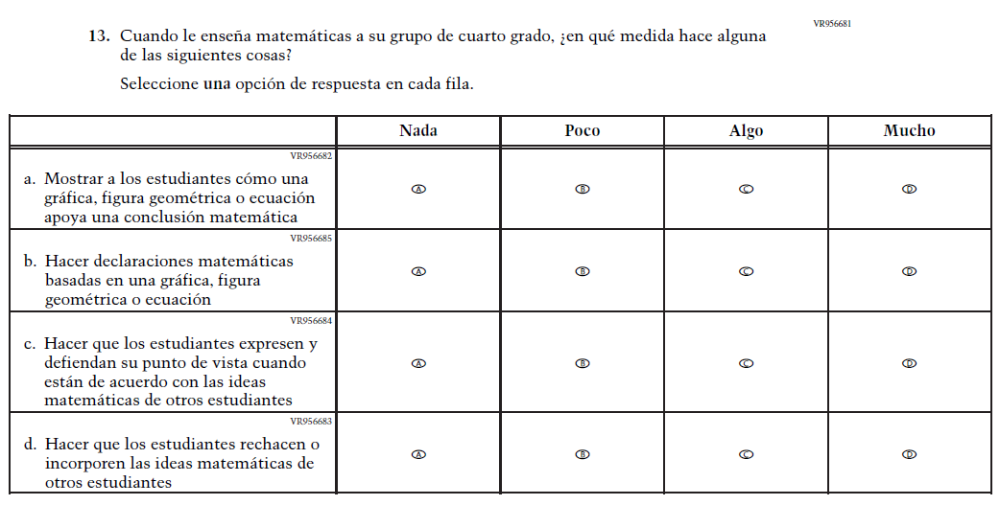 VR956681
13. Cuando le enseña matemáticas a su grupo de cuarto grado, ¿en qué medida hace alguna
de las siguientes cosas?
Seleccione una opción de respuesta en cada fila.
Nada Poco Algo Mucho
VR956682
a. Mostrar a los estudiantes cómo una
gráfica, figura geométrica o ecuación
apoya una conclusión matemática
A B C D
VR956685
b. Hacer declaraciones matemáticas
basadas en una gráfica, figura
geométrica o ecuación
A B C D
VR956684
c. Hacer que los estudiantes expresen y
defiendan su punto de vista cuando
están de acuerdo con las ideas
matemáticas de otros estudiantes
A B C D
VR956683
d. Hacer que los estudiantes rechacen o
incorporen las ideas matemáticas de
otros estudiantes
A B C D